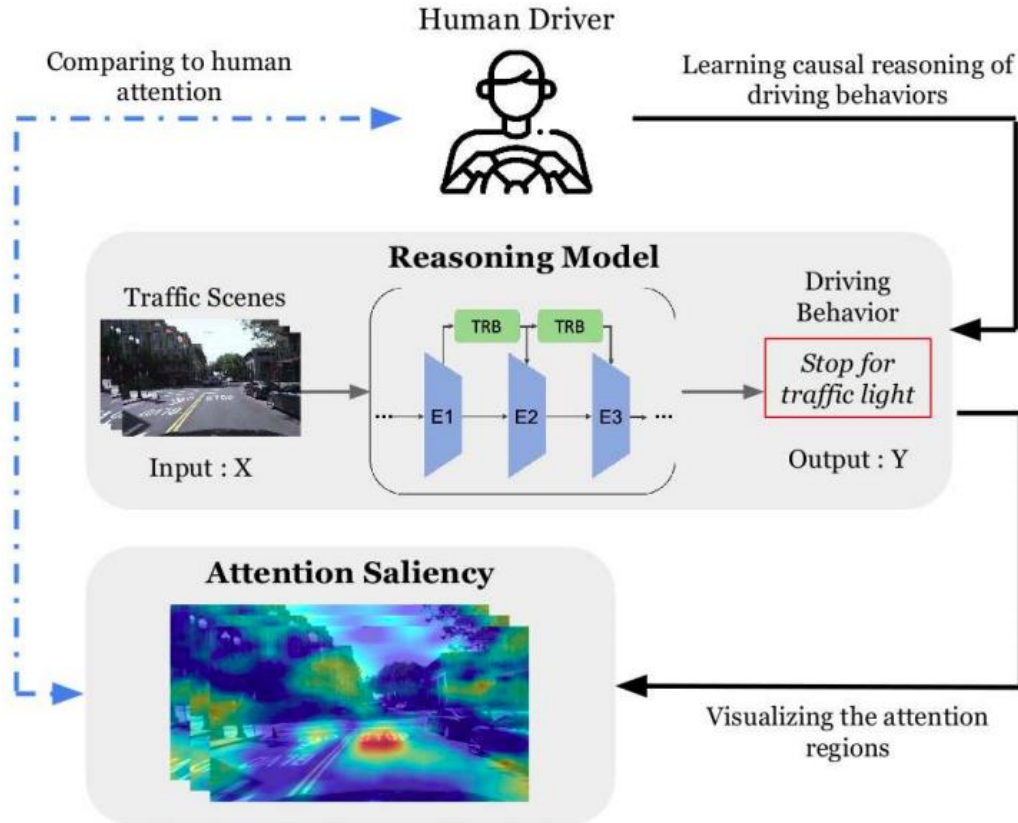 Human Driver
Comparing to human
attention
Learning causal reasoning of
driving behaviors
Reasoning Model
Traffic Scenes
Driving
Behavior
TRB
TRB
Stop for
traffic light
... E1
E2
E3 ...
Input : X
Output : Y
Attention Saliency
Visualizing the attention
regions